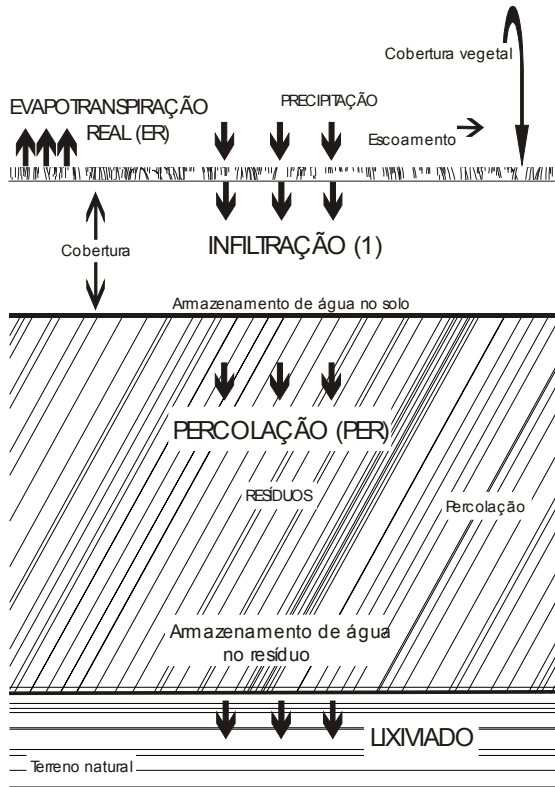 Cobertura vegetal
EVAPOTRANSPIRAÇÃO
REAL (ER)
PRECIPITAÇÃO
Escoamento
Cobertura
INFILTRAÇÃO (1)
Armazenamento de água no solo
PERCOLAÇÃO (PER)
RESÍDUOS
Percolação
Armazenamento de água
no resíduo
LIXIVIADO
Terreno natural